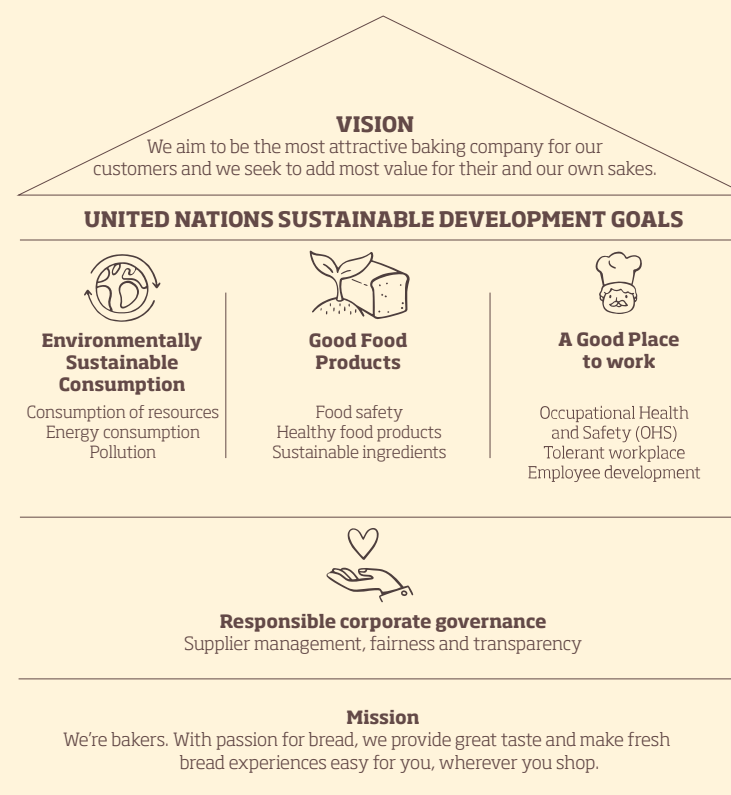 VISION
We aim to be the most attractive baking company for our
customers and we seek to add most value for their and our own sakes.
UNITED NATIONS SUSTAINABLE DEVELOPMENT GOALS
Environmentally
Sustainable
Consumption
Consumption of resources
Energy consumption
Pollution
Good Food
Products
Food safety
Healthy food products
Sustainable ingredients
A Good Place
to work
Occupational Health
and Safety (OHS)
Tolerant workplace
Employee development
Responsible corporate governance
Supplier management, fairness and transparency
Mission
We're bakers. With passion for bread, we provide great taste and make fresh
bread experiences easy for you, wherever you shop.